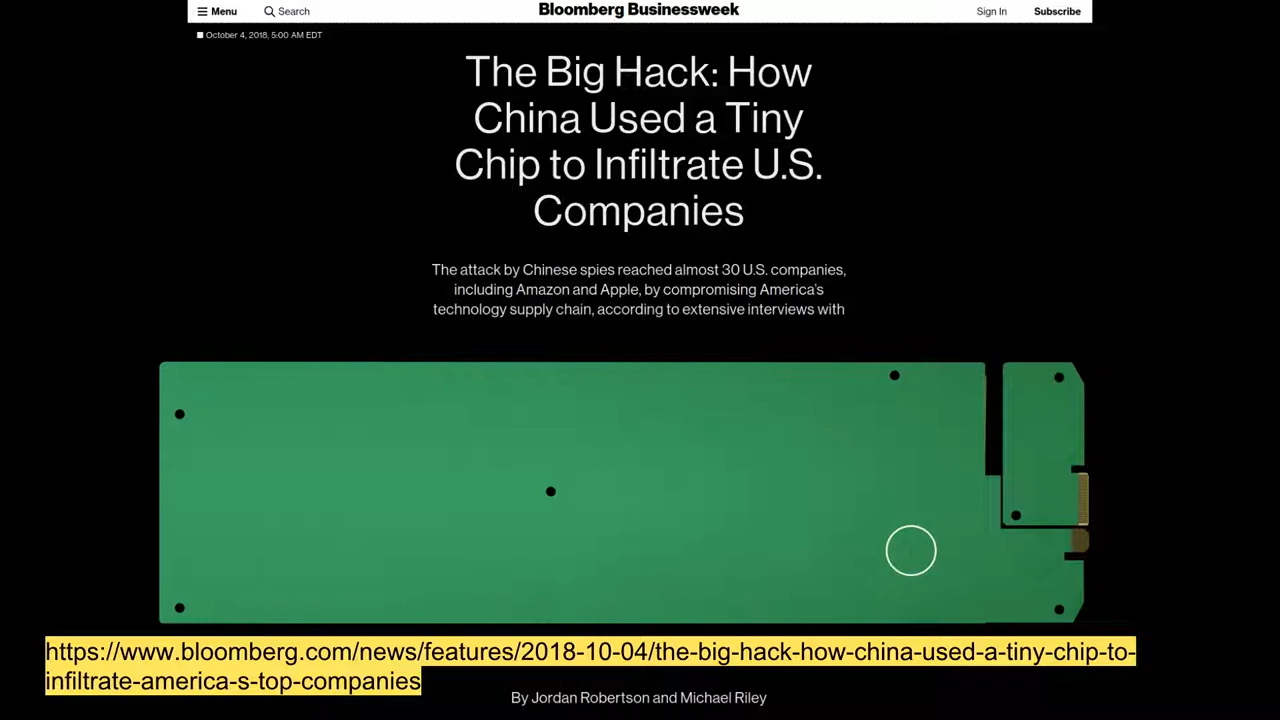 Menu
Search
Bloomberg Businessweek
Sign In
Subscribe
October 4, 2018, 5:00 AM EDT
The Big Hack: How
China Used a Tiny
Chip to Infiltrate U.S.
Companies
The attack by Chinese spies reached almost 30 U.S. companies,
including Amazon and Apple, by compromising America’s
technology supply chain, according to extensive interviews with
https://www.bloomberg.com/news/features/2018-10-04/the-big-hack-how-china-used-a-tiny-chip-to-
infiltrate-america-s-top-companies
By Jordan Robertson and Michael Riley